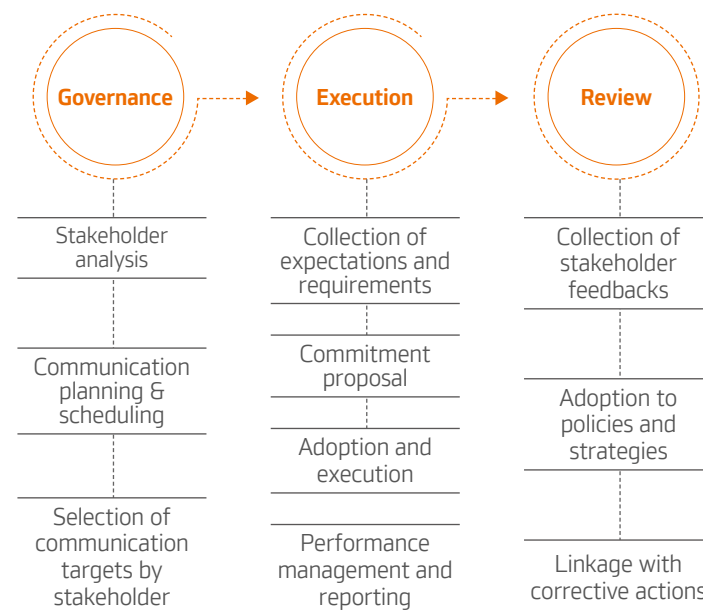 Governance
Execution
Review
Stakeholder
analysis
Communication
planning &
scheduling
Selection of
communication
targets by
stakeholder
Collection of
expectations and
requirements
Commitment
proposal
Adoption and
execution
Performance
management and
reporting
Collection of
stakeholder
feedbacks
Adoption to
policies and
strategies
Linkage with
corrective actions